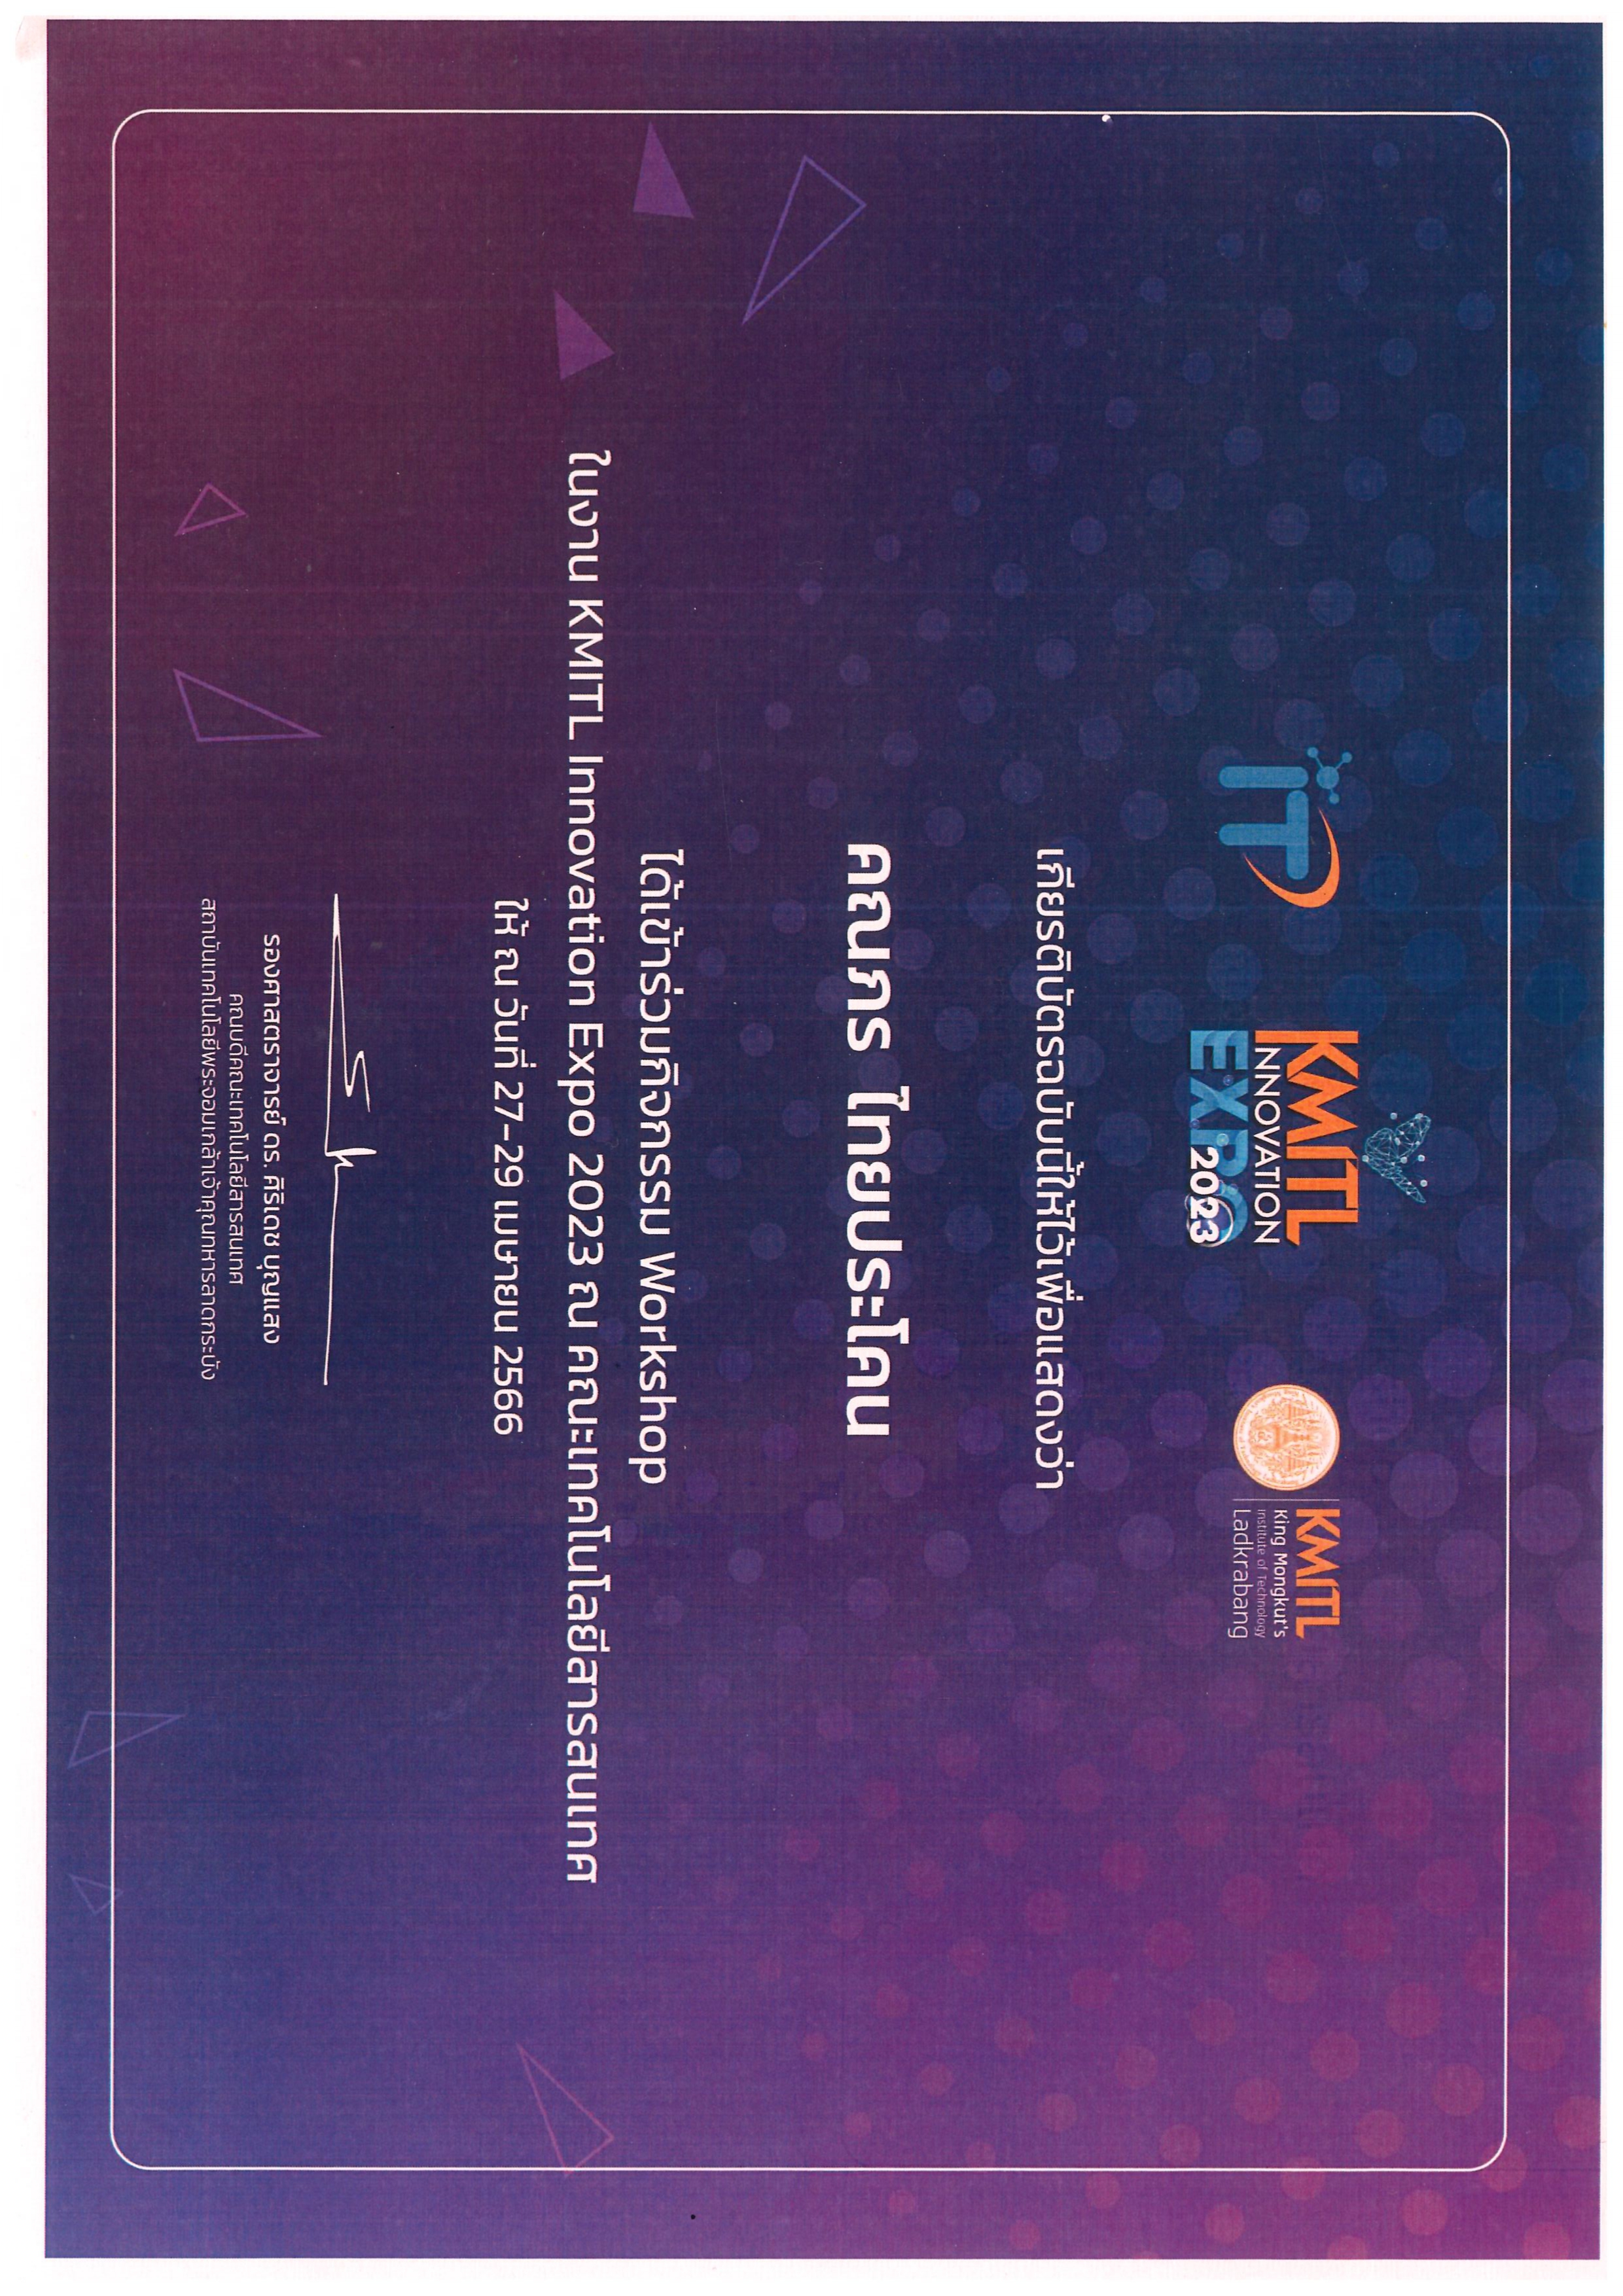 iT
KMITL
INNOVATION
EXPO
2023
KMITL
King Mongkut's
Institute of Technology
Ladkrabang
เกียรติบัตรฉบับนี้ให้ไว้เพื่อแสดงว่า
คณภร ไทยประโคน
ได้เข้าร่วมกิจกรรม Workshop
ในงาน KMITL Innovation Expo 2023 ณ คณะเทคโนโลยีสารสนเทศ
ให้ ณ วันที่ 27-29 เมษายน 2566
รองศาสตราจารย์ ดร. ศิริเดช บุญแสง
คณบดีคณะเทคโนโลยีสารสนเทศ
สถาบันเทคโนโลยีพระจอมเกล้าเจ้าคุณทหารลาดกระบัง